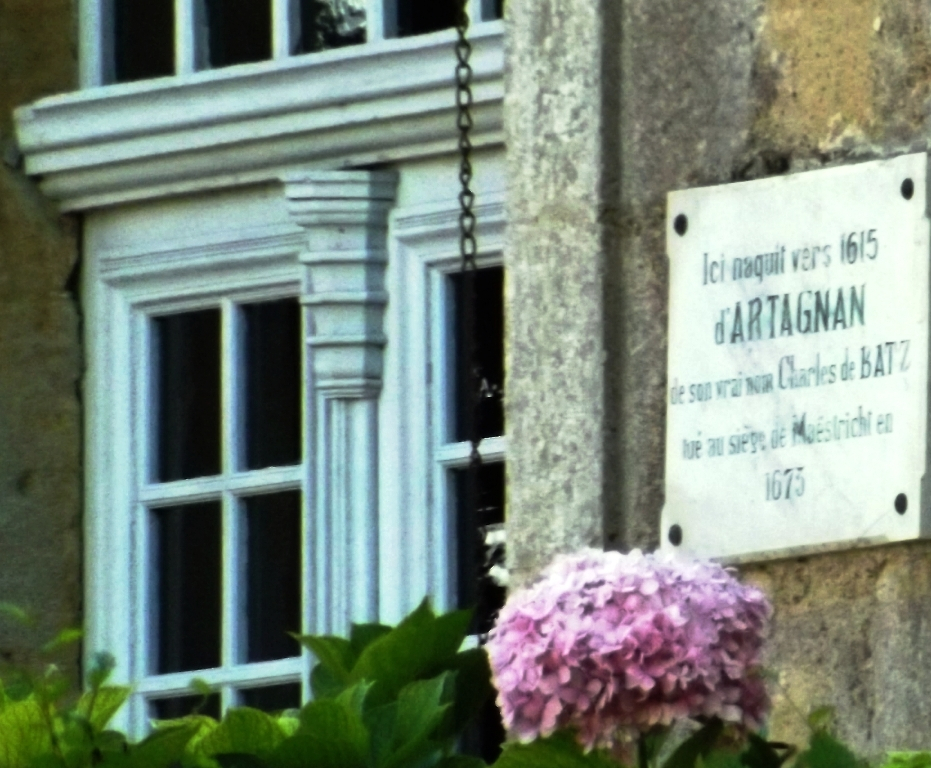 Ici naquit vers 1615
d'ARTAGNAN
de son vrai nom Charles de BATZ
tué au siège de Maëstricht en
1673